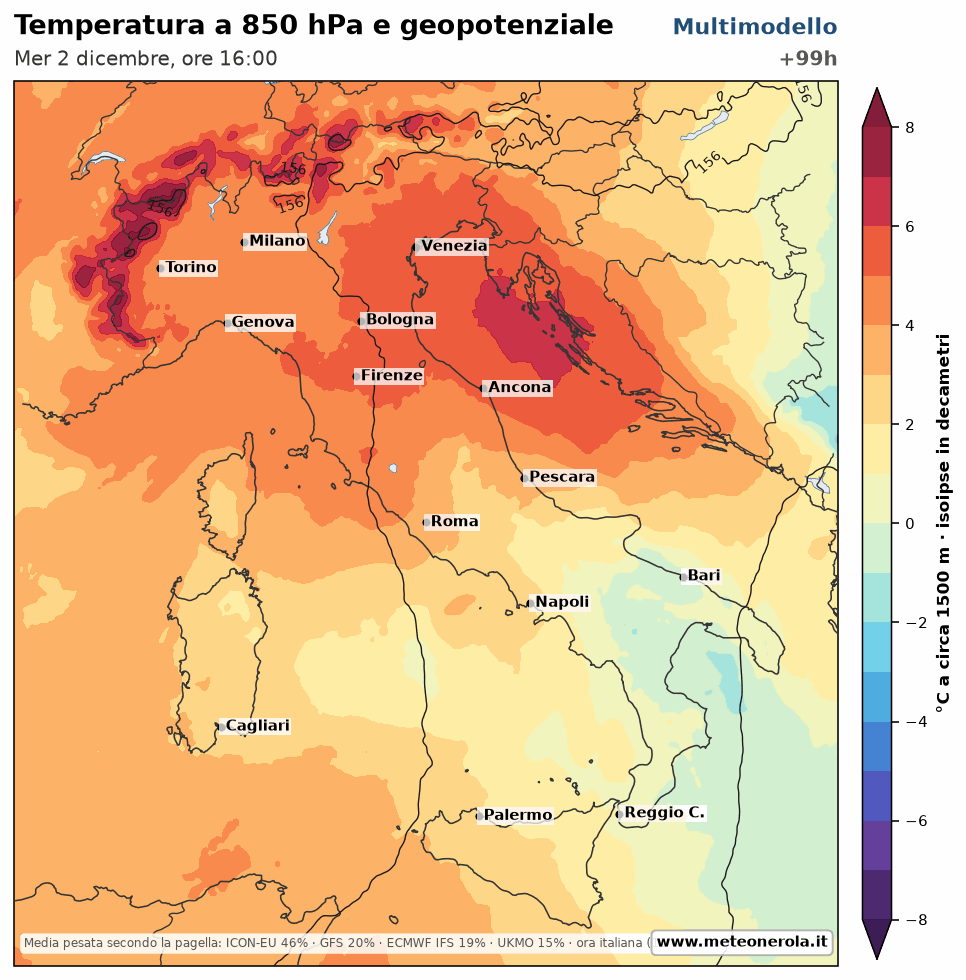 Temperatura a 850 hPa e geopotenziale
Multimodello
Mer 2 dicembre, ore 16:00
+99h
156
156
156
156
156
Milano
Venezia
Torino
Genova
Bologna
Firenze
Ancona
Pescara
Roma
Bari
Napoli
Cagliari
Palermo
Reggio C.
8
6
4
2
0
−2
−4
−6
−8
°C a circa 1500 m · isoipse in decametri
Media pesata secondo la pagella: ICON-EU 46% · GFS 20% · ECMWF IFS 19% · UKMO 15% · ora italiana (
www.meteonerola.it